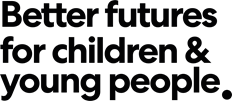 Better futures
for children &
young people.